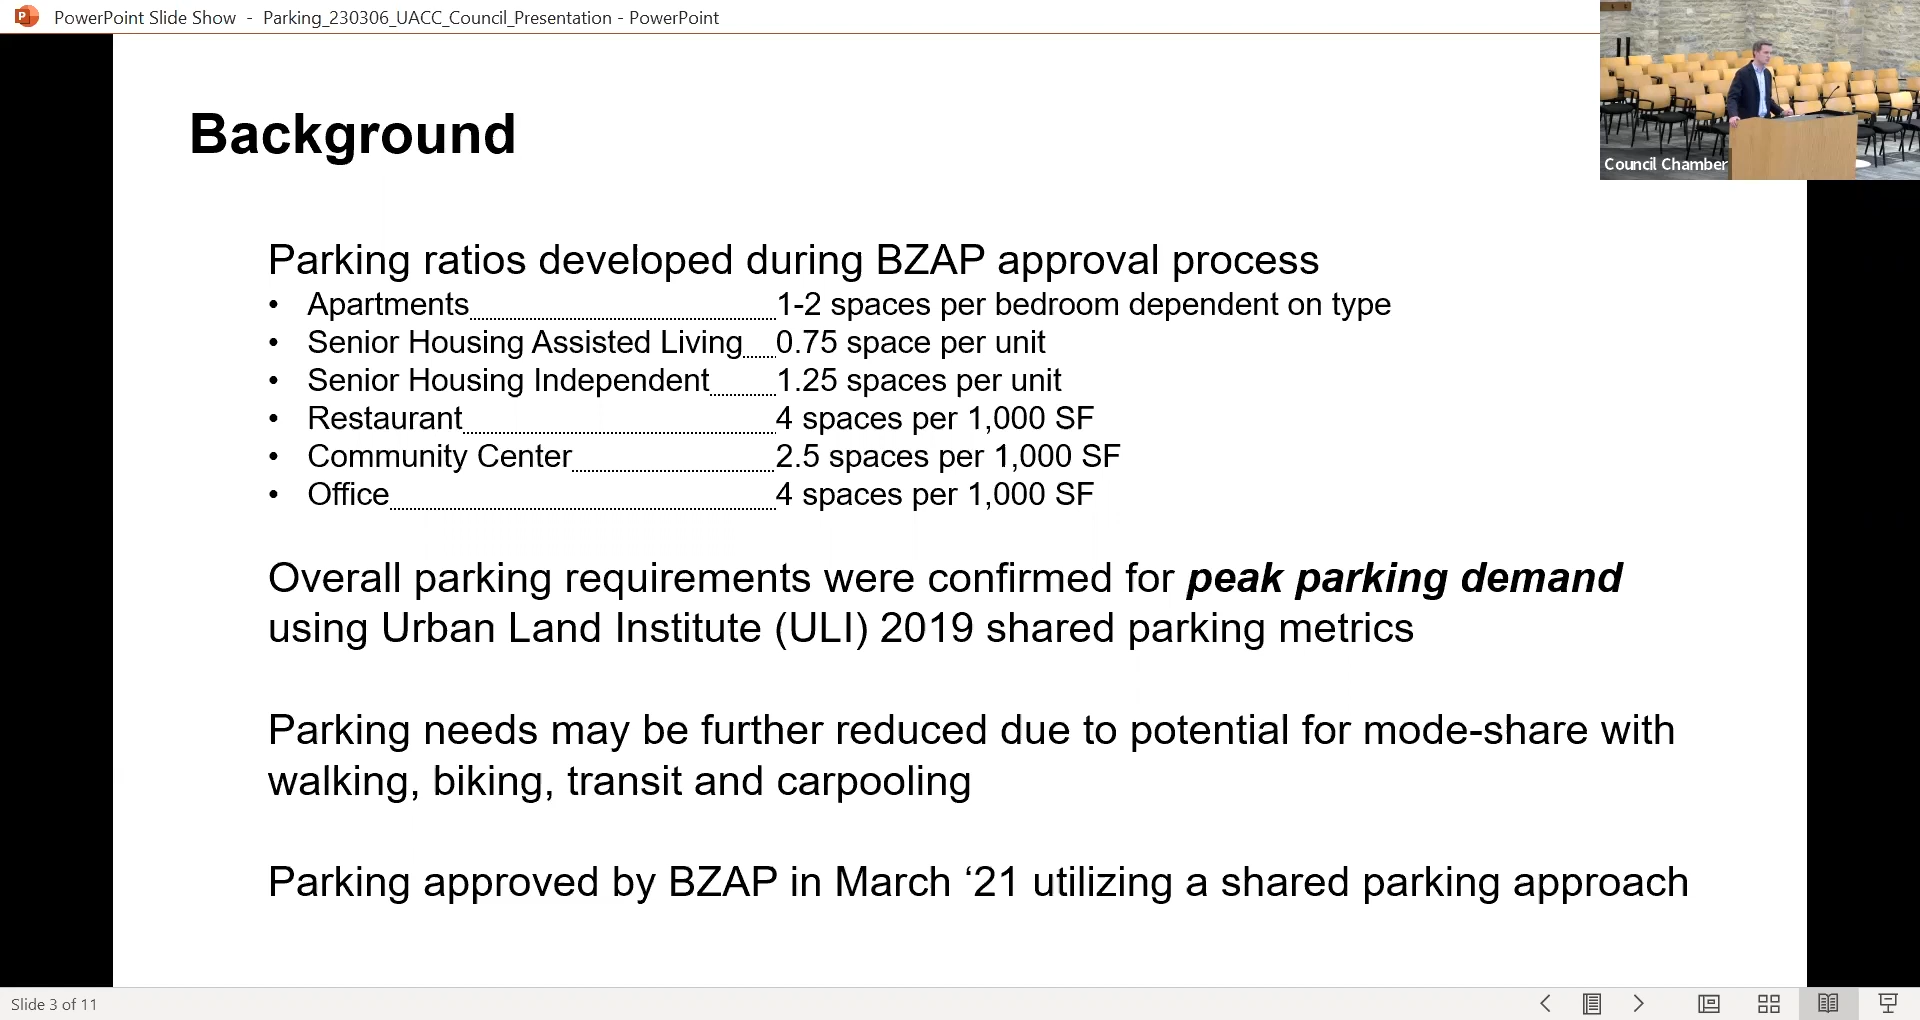 PowerPoint Slide Show - Parking_230306_UACC_Council_Presentation - PowerPoint
Council Chamber
Background
Parking ratios developed during BZAP approval process
• Apartments 1-2 spaces per bedroom dependent on type
• Senior Housing Assisted Living 0.75 space per unit
• Senior Housing Independent 1.25 spaces per unit
• Restaurant 4 spaces per 1,000 SF
• Community Center 2.5 spaces per 1,000 SF
• Office 4 spaces per 1,000 SF
Overall parking requirements were confirmed for peak parking demand
using Urban Land Institute (ULI) 2019 shared parking metrics
Parking needs may be further reduced due to potential for mode-share with
walking, biking, transit and carpooling
Parking approved by BZAP in March ‘21 utilizing a shared parking approach
Slide 3 of 11